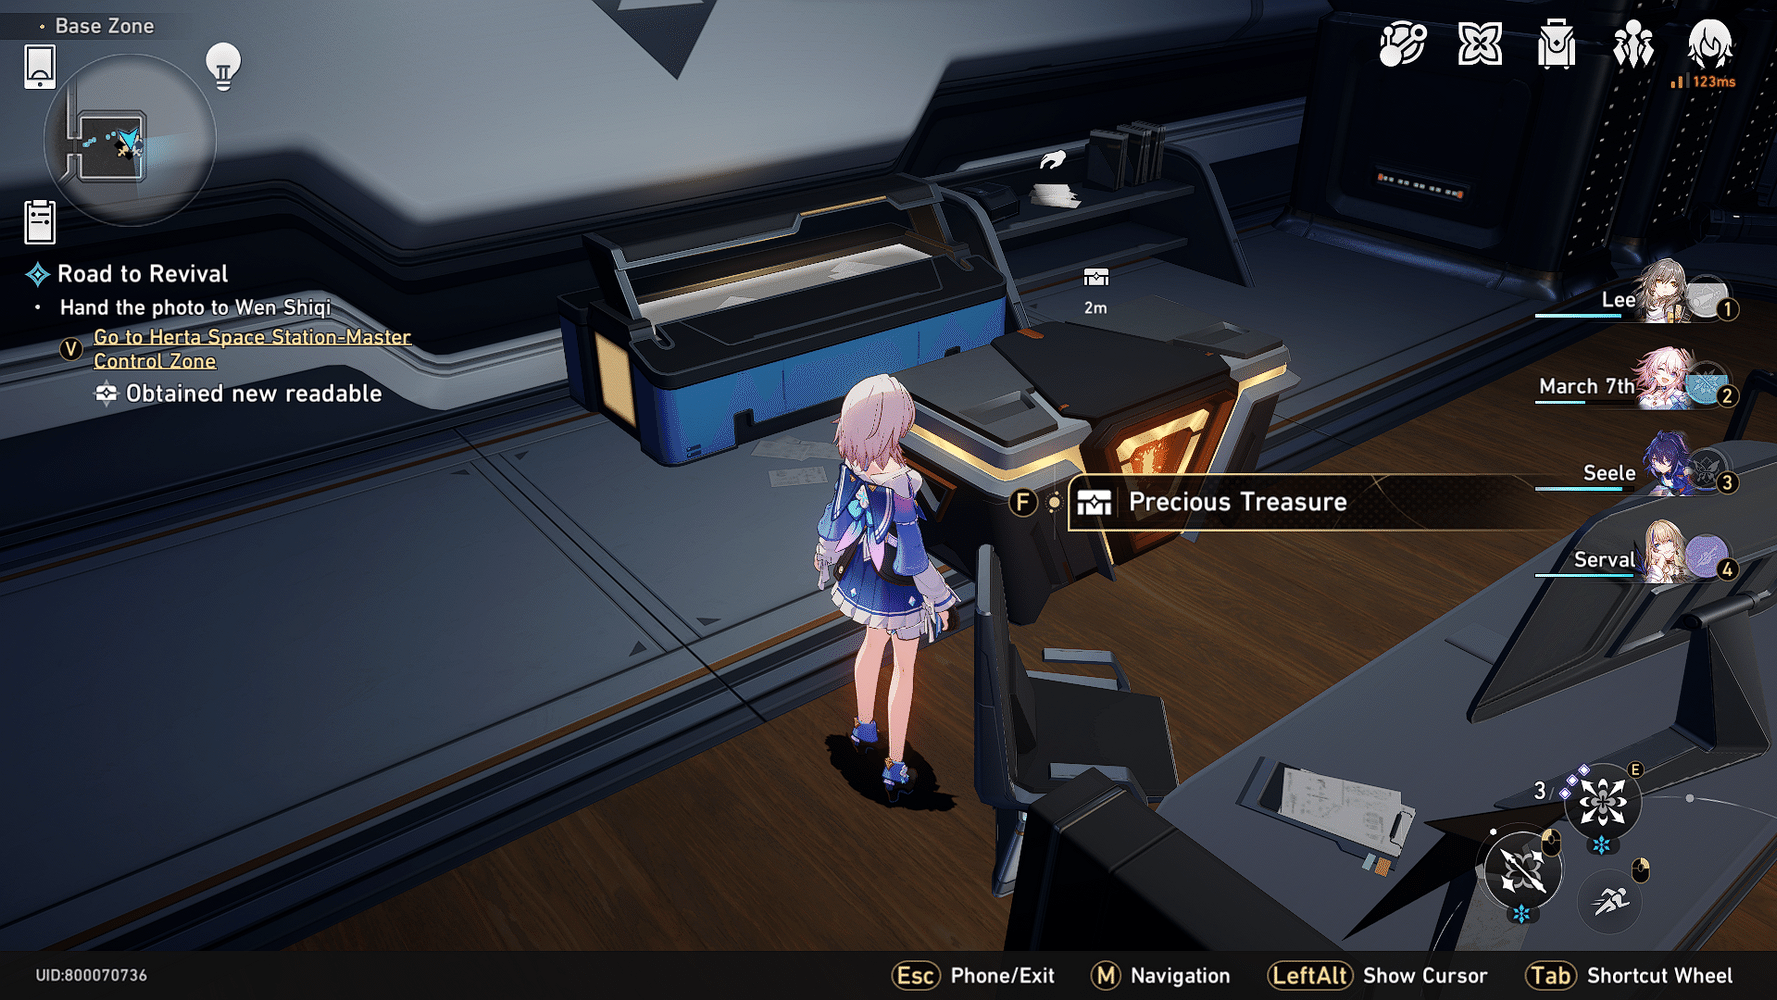 Base Zone
123ms
Road to Revival
Hand the photo to Wen Shiqi
V
Go to Herta Space Station-Master
Control Zone
Obtained new readable
2m
F
Precious Treasure
Lee
1
March 7th
2
Seele
3
Serval
4
3
E
UID:800070736
Esc Phone/Exit
M Navigation
LeftAlt Show Cursor
Tab Shortcut Wheel